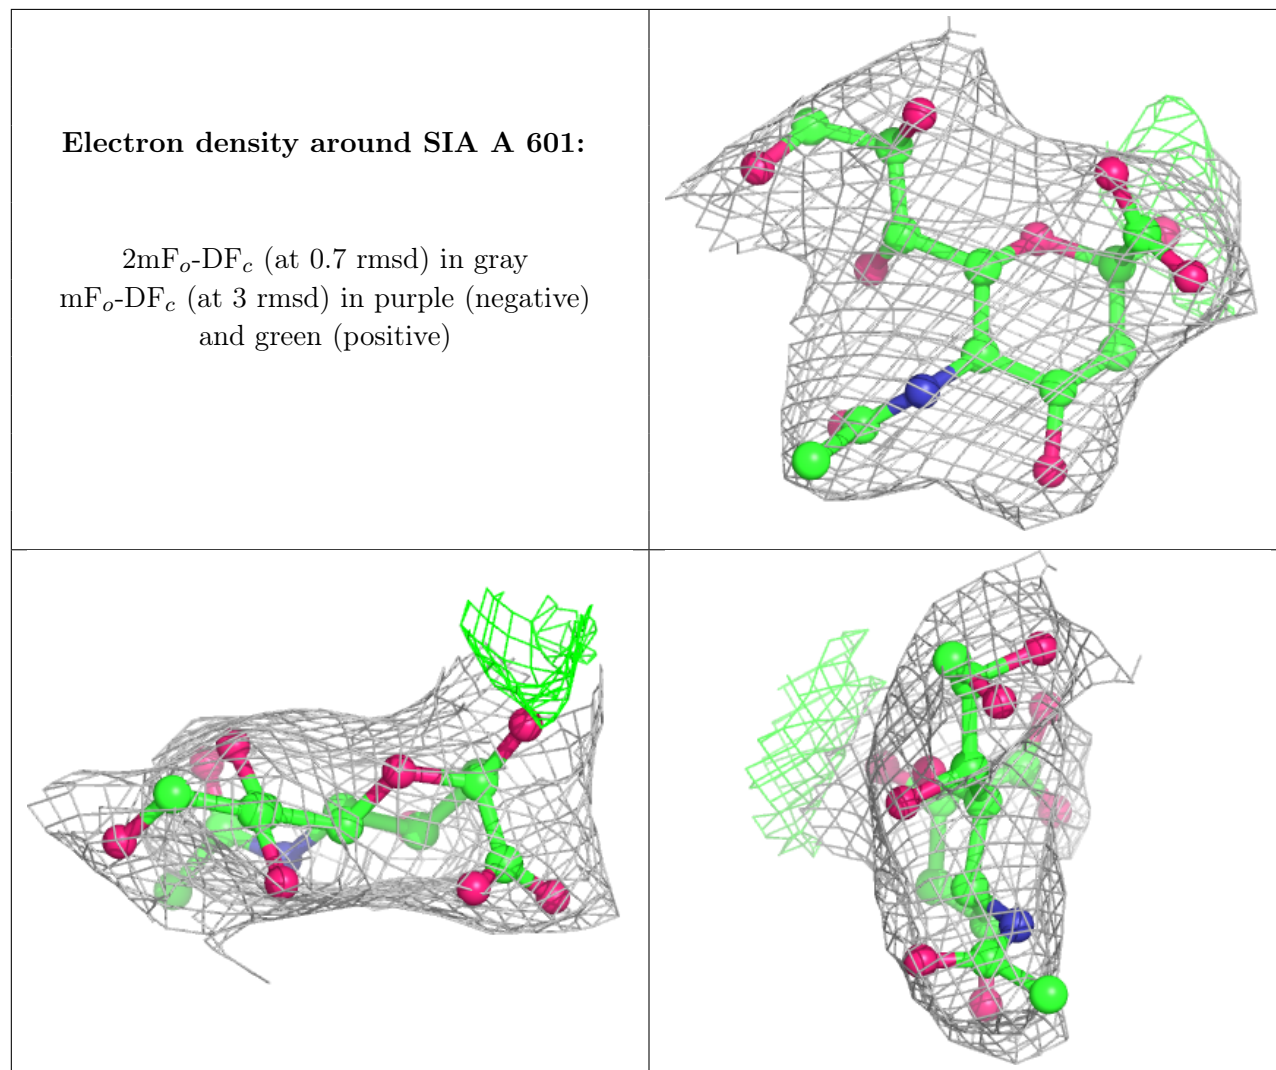 Electron density around SIA A 601:
2mFo-DFc (at 0.7 rmsd) in gray
mFo-DFc (at 3 rmsd) in purple (negative)
and green (positive)